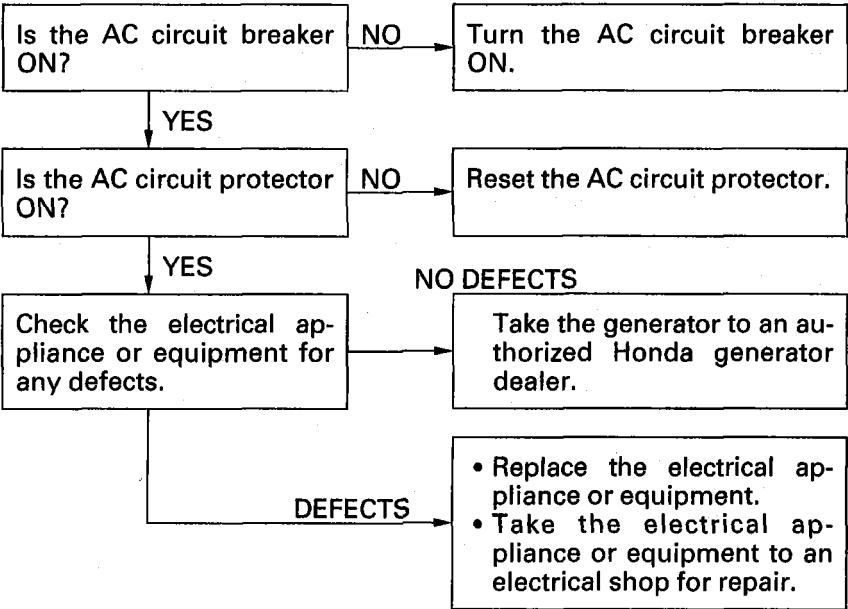 Is the AC circuit breaker
ON?
NO
Turn the AC circuit breaker
ON.
YES
Is the AC circuit protector
ON?
NO
Reset the AC circuit protector.
YES
NO DEFECTS
Check the electrical ap-
pliance or equipment for
any defects.
Take the generator to an au-
thorized Honda generator
dealer.
DEFECTS
• Replace the electrical ap-
pliance or equipment.
• Take the electrical ap-
pliance or equipment to an
electrical shop for repair.